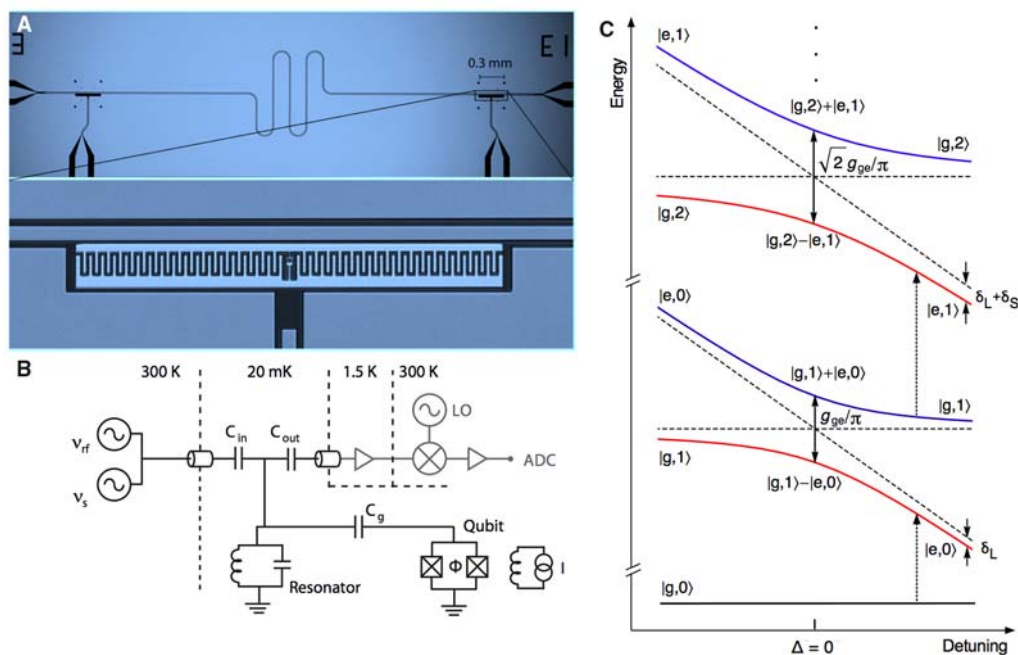 A
E
E I
0.3 mm
B
300 K
20 mK
1.5 K
300 K
LO
C_in
C_out
ν_rf
ν_s
ADC
C_g
Qubit
Φ
I
Resonator
C
Energy
|e,1⟩
|g,2⟩+|e,1⟩
|g,2⟩
√2 g_ge/π
|g,2⟩
|g,2⟩−|e,1⟩
δ_L+δ_S
|e,1⟩
|e,0⟩
|g,1⟩+|e,0⟩
|g,1⟩
g_ge/π
|g,1⟩
|g,1⟩−|e,0⟩
δ_L
|e,0⟩
|g,0⟩
Δ = 0
Detuning